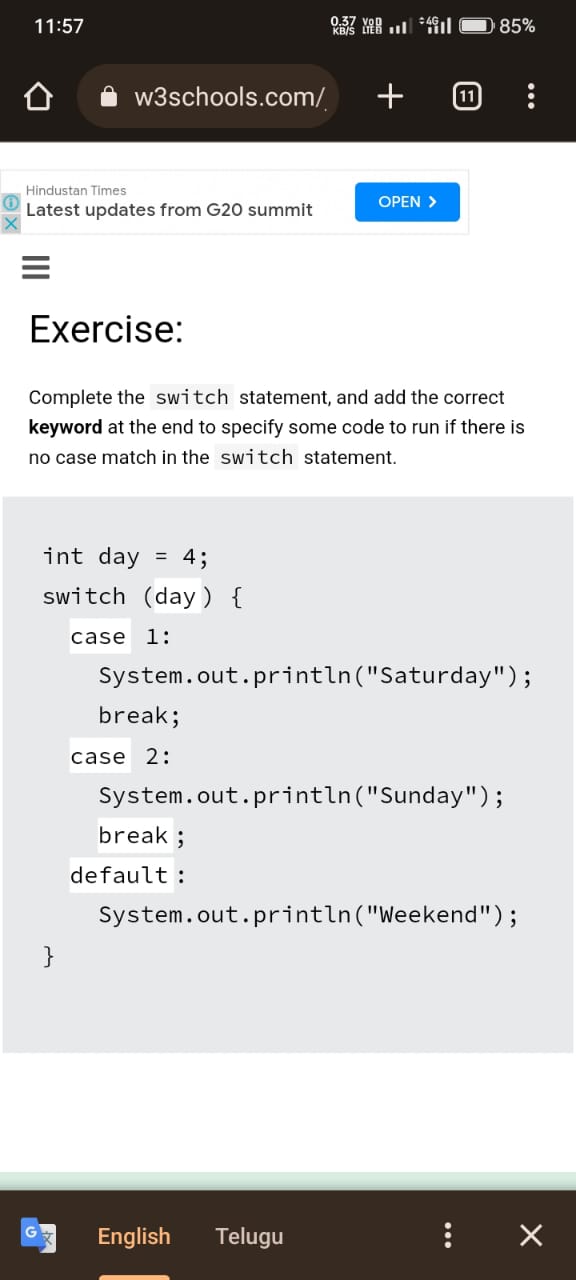 11:57
0.37 KB/S VoD LTE 4G 85%
w3schools.com/
11
Hindustan Times
Latest updates from G20 summit
OPEN
Exercise:
Complete the switch statement, and add the correct
keyword at the end to specify some code to run if there is
no case match in the switch statement.
int day = 4;
switch (day) {
case 1:
System.out.println("Saturday");
break;
case 2:
System.out.println("Sunday");
break;
default:
System.out.println("Weekend");
}
G 文 English Telugu